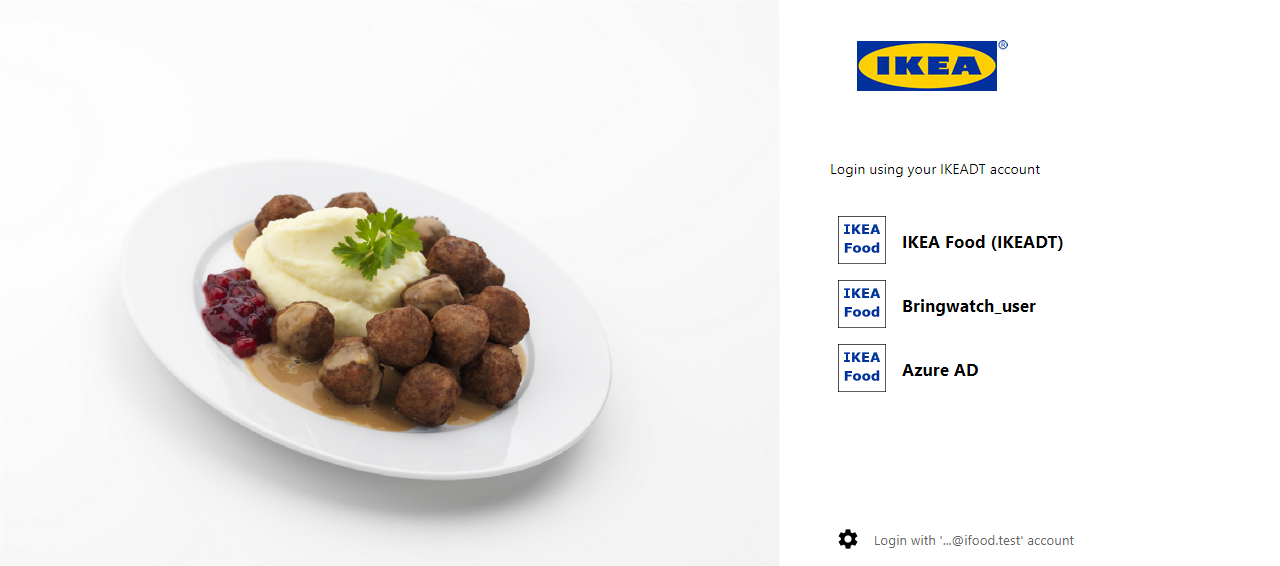 IKEA®
Login using your IKEADT account
IKEA
Food
IKEA Food (IKEADT)
IKEA
Food
Bringwatch_user
IKEA
Food
Azure AD
Login with '...@ifood.test' account